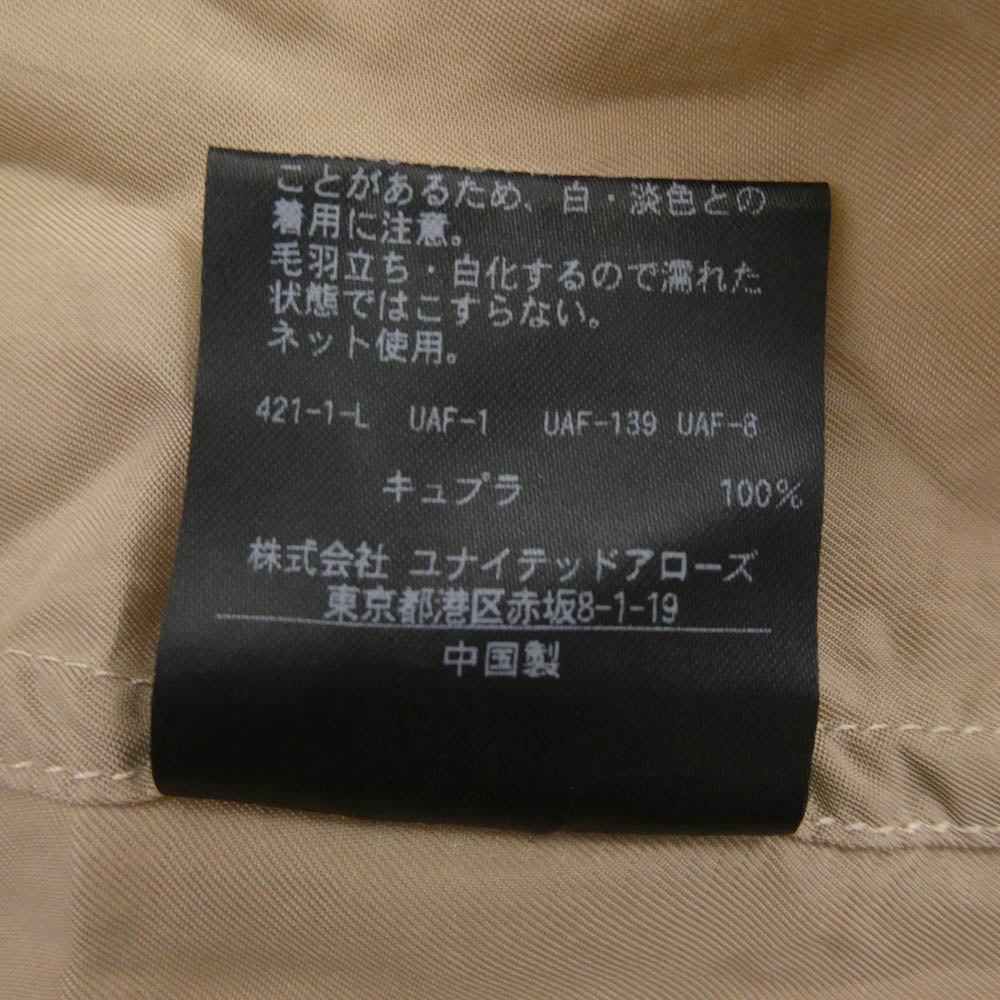 ことがあるため、白・淡色との
着用に注意。
毛羽立ち・白化するので濡れた
状態ではこすらない。
ネット使用。
421-1-L UAF-1 UAF-139 UAF-8
キュプラ 100%
株式会社 ユナイテッドアローズ
東京都港区赤坂8-1-19
中国製